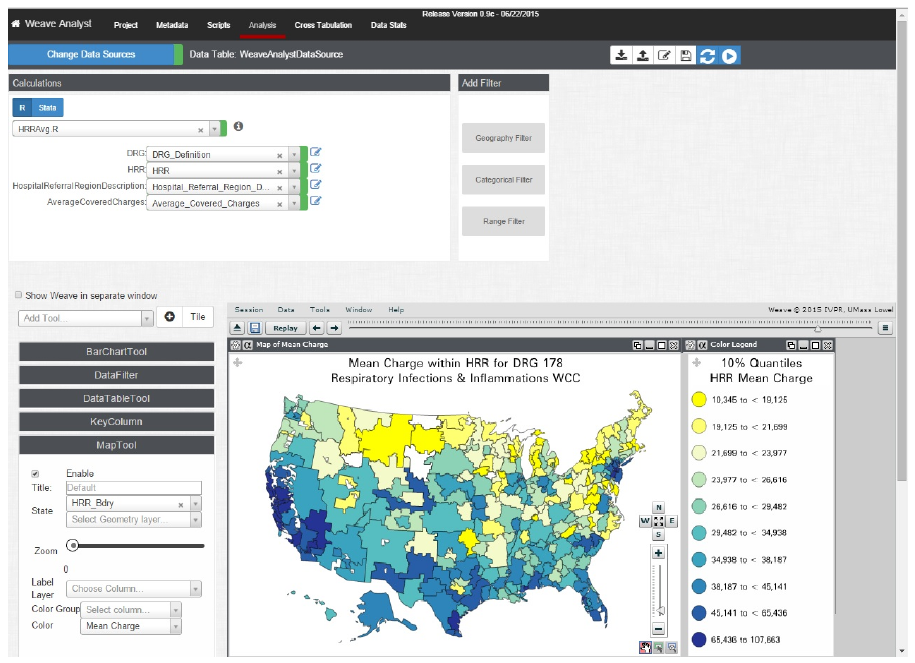 Release Version 0.9c - 06/22/2015
Weave Analyst Project Metadata Scripts Analysis Cross Tabulation Data Stats
Change Data Sources Data Table: WeaveAnalystDataSource
Calculations Add Filter
R Stata
HRRAvg.R
DRG: DRG_Definition
HRR: HRR
HospitalReferralRegionDescription: Hospital_Referral_Region_D...
AverageCoveredCharges: Average_Covered_Charges
Geography Filter
Categorical Filter
Range Filter
Show Weave in separate window
Add Tool... Tile
BarChartTool
DataFilter
DataTableTool
KeyColumn
MapTool
Enable
Title: Default
State HRR_Bdry
Select Geometry layer...
Zoom
0
Label Layer Choose Column...
Color Group Select column...
Color Mean Charge
Session Data Tools Window Help Weave © 2015 IVPR, UMass Lowel
Replay
Map of Mean Charge
Mean Charge within HRR for DRG 178
Respiratory Infections & Inflammations WCC
N
W E
S
Color Legend
10% Quantiles
HRR Mean Charge
10,345 to < 19,125
19,125 to < 21,699
21,699 to < 23,977
23,977 to < 26,616
26,616 to < 29,482
29,482 to < 34,938
34,938 to < 38,187
38,187 to < 45,141
45,141 to < 65,436
65,436 to 107,663